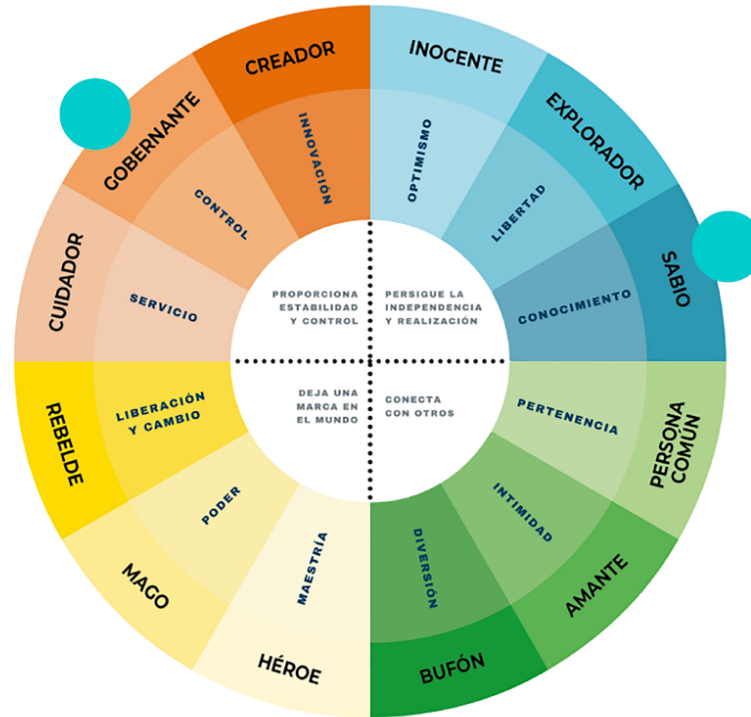 CREADOR
INNOVACIÓN
INOCENTE
OPTIMISMO
EXPLORADOR
LIBERTAD
SABIO
CONOCIMIENTO
PERSONA
COMÚN
PERTENENCIA
AMANTE
INTIMIDAD
BUFÓN
DIVERSIÓN
HÉROE
MAESTRÍA
MAGO
PODER
REBELDE
LIBERACIÓN
Y CAMBIO
CUIDADOR
SERVICIO
GOBERNANTE
CONTROL
PROPORCIONA
ESTABILIDAD
Y CONTROL
PERSIGUE LA
INDEPENDENCIA
Y REALIZACIÓN
DEJA UNA
MARCA EN
EL MUNDO
CONECTA
CON OTROS